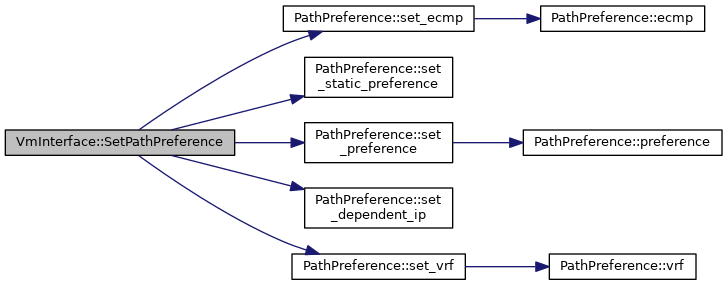 PathPreference::set_ecmp
PathPreference::ecmp
PathPreference::set
_static_preference
VmInterface::SetPathPreference
PathPreference::set
_preference
PathPreference::preference
PathPreference::set
_dependent_ip
PathPreference::set_vrf
PathPreference::vrf